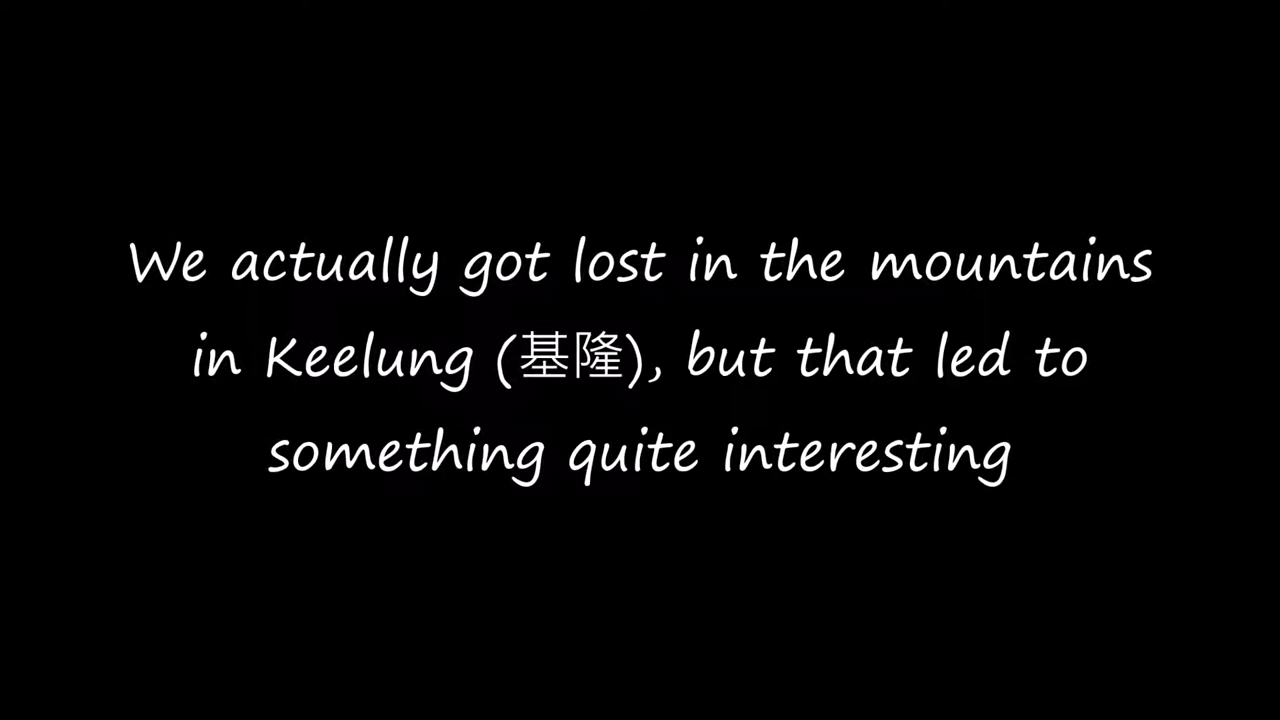 We actually got lost in the mountains
in Keelung (基隆), but that led to
something quite interesting